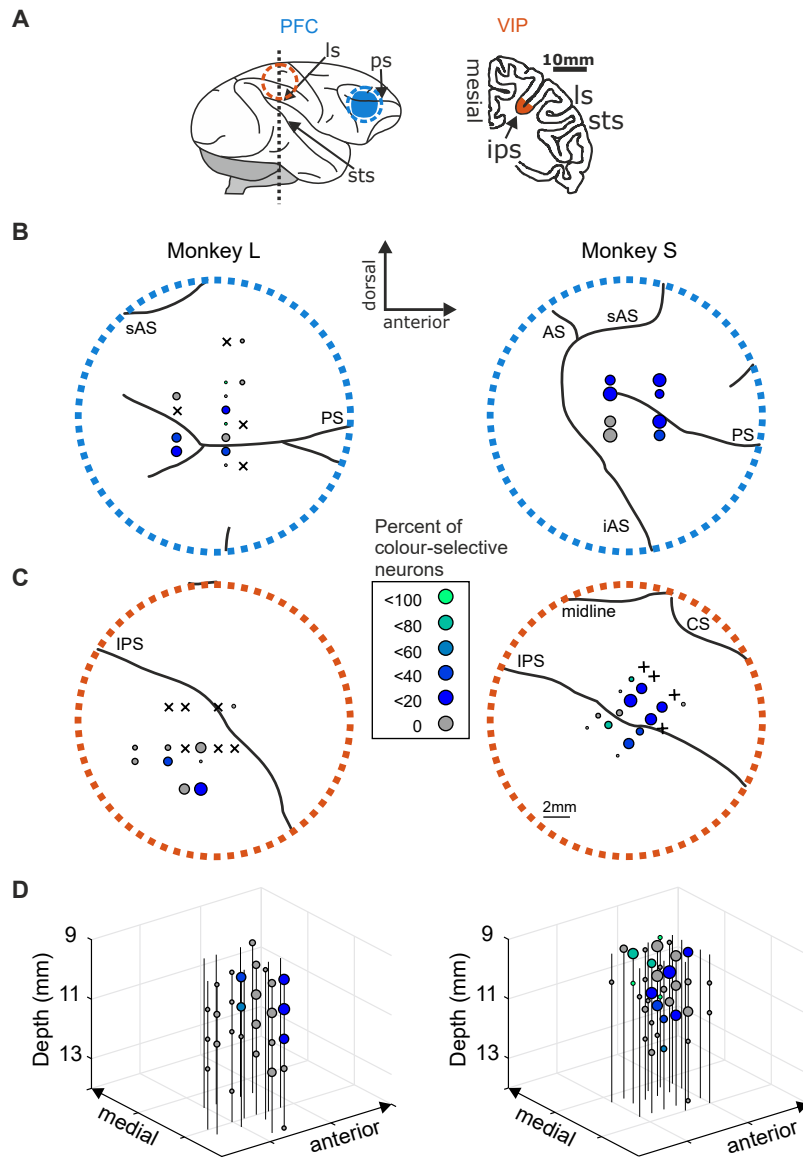 A
PFC
VIP
ls
ps
sts
10mm
mesial
ls
sts
ips
B
Monkey L
Monkey S
dorsal
anterior
sAS
PS
AS
sAS
PS
iAS
Percent of
colour-selective
neurons
<100
<80
<60
<40
<20
0
C
IPS
midline
CS
IPS
2mm
D
9
11
13
Depth (mm)
medial
anterior
9
11
13
Depth (mm)
medial
anterior